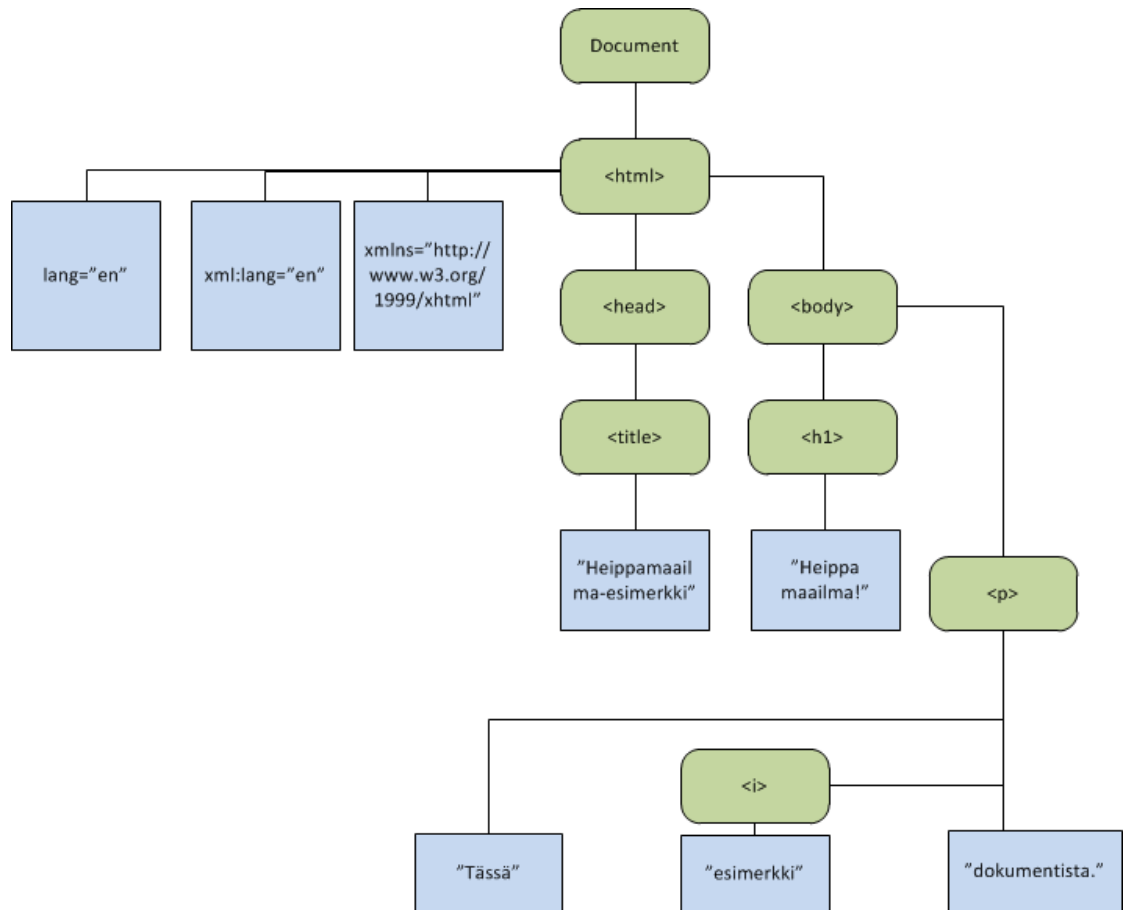 Document
<html>
lang=”en”
xml:lang=”en”
xmlns=”http://
www.w3.org/
1999/xhtml”
<head>
<body>
<title>
<h1>
”Heippamaail
ma-esimerkki”
”Heippa
maailma!”
<p>
<i>
”Tässä”
”esimerkki”
”dokumentista.”